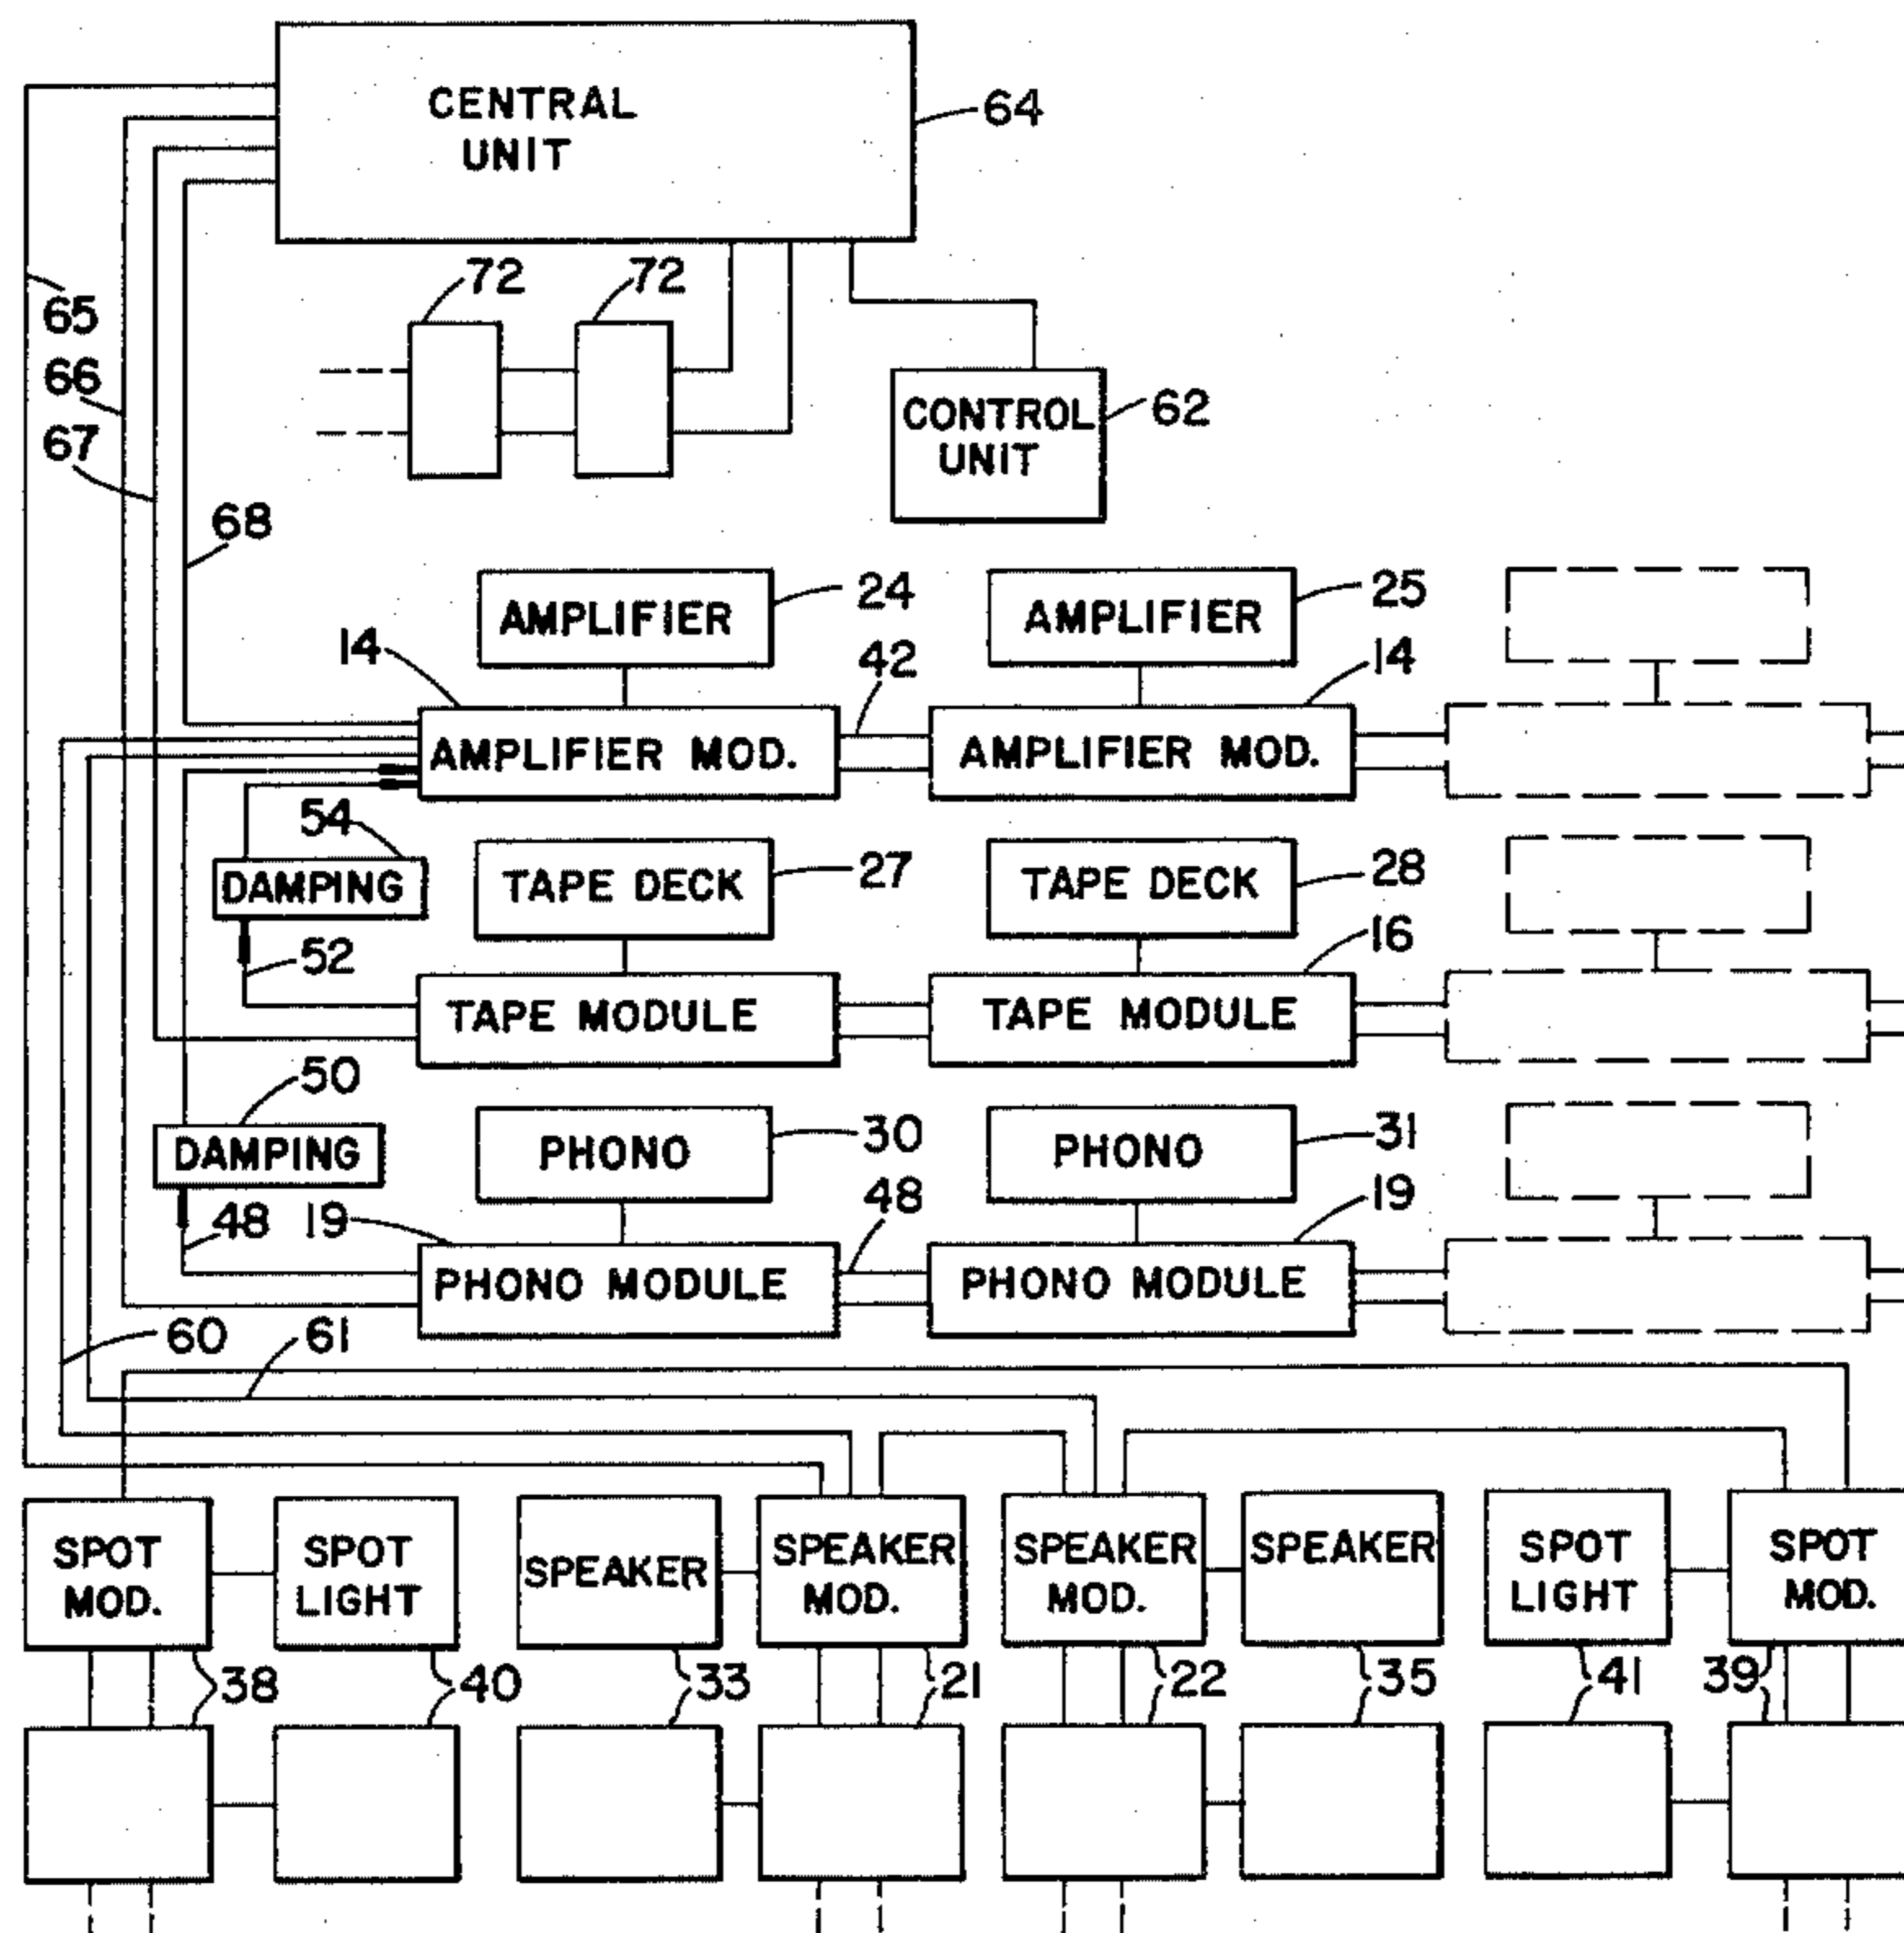 CENTRAL
UNIT
64
65
66
67
68
72
72
CONTROL
UNIT
62
AMPLIFIER
24
AMPLIFIER
25
14
42
14
AMPLIFIER MOD.
AMPLIFIER MOD.
54
DAMPING
TAPE DECK
27
TAPE DECK
28
52
16
TAPE MODULE
TAPE MODULE
50
DAMPING
PHONO
30
PHONO
31
48
19
48
19
PHONO MODULE
PHONO MODULE
60
61
SPOT
MOD.
SPOT
LIGHT
SPEAKER
SPEAKER
MOD.
SPEAKER
MOD.
SPEAKER
SPOT
LIGHT
SPOT
MOD.
38
40
33
21
22
35
41
39